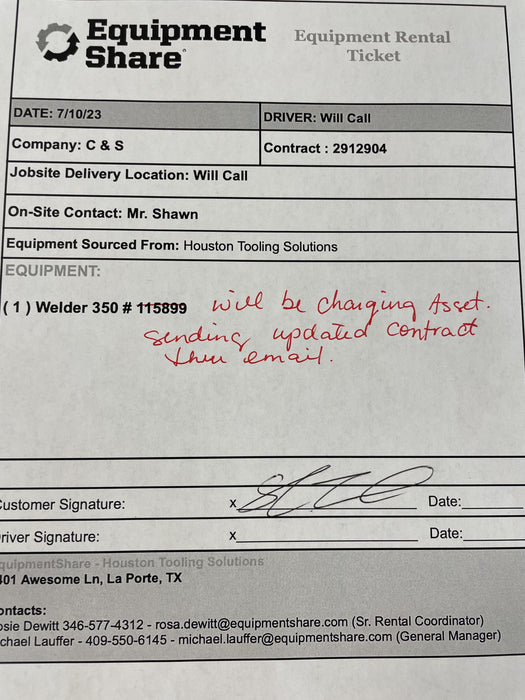 Equipment
Share
Equipment Rental
Ticket
DATE: 7/10/23 DRIVER: Will Call
Company: C & S Contract : 2912904
Jobsite Delivery Location: Will Call
On-Site Contact: Mr. Shawn
Equipment Sourced From: Houston Tooling Solutions
EQUIPMENT:
( 1 ) Welder 350 # 115899 will be changing Asset.
sending updated contract
thru email.
Customer Signature: x Date:
river Signature: x Date:
quipmentShare - Houston Tooling Solutions
01 Awesome Ln, La Porte, TX
ontacts:
osie Dewitt 346-577-4312 - rosa.dewitt@equipmentshare.com (Sr. Rental Coordinator)
chael Lauffer - 409-550-6145 - michael.lauffer@equipmentshare.com (General Manager)